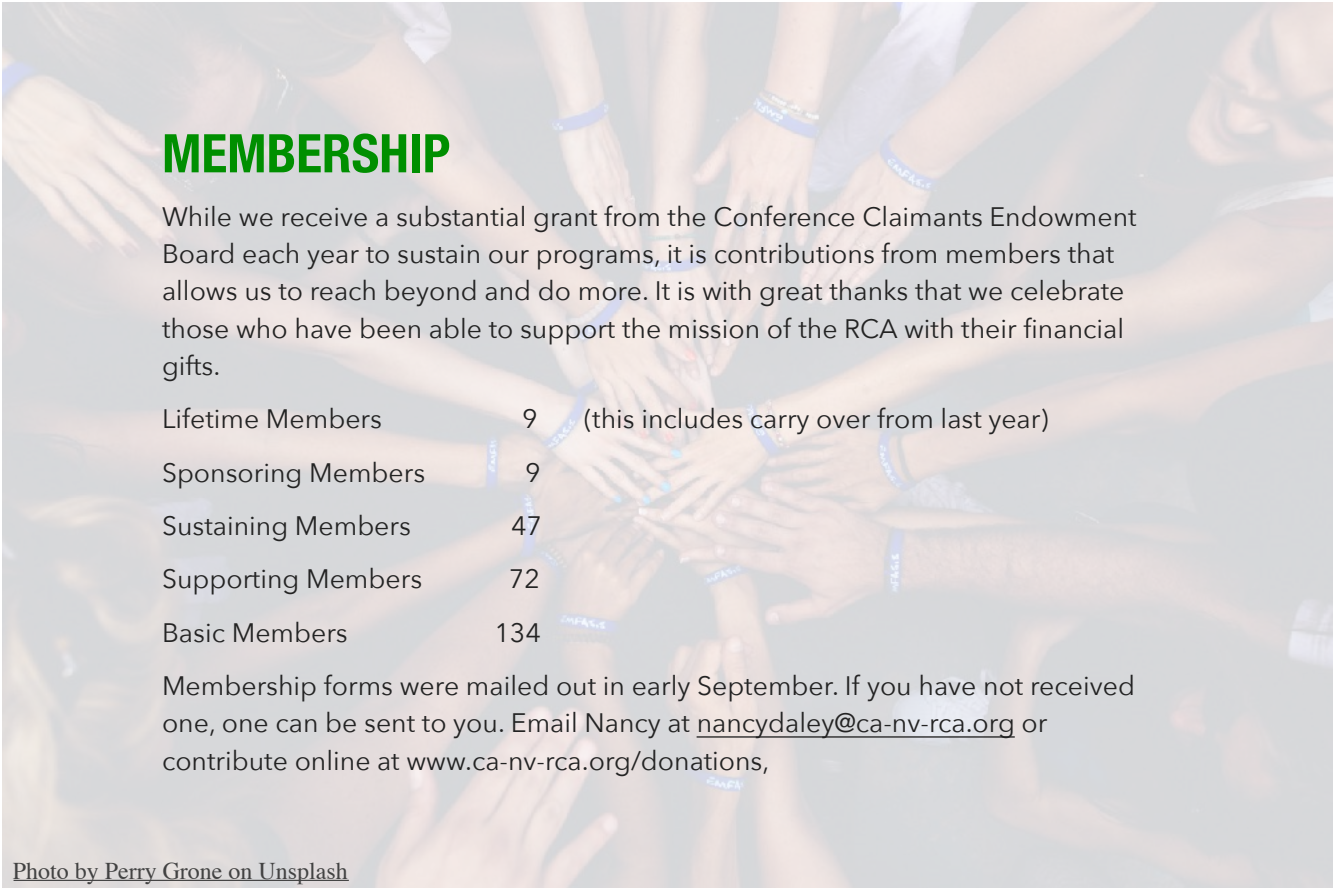 MEMBERSHIP
While we receive a substantial grant from the Conference Claimants Endowment
Board each year to sustain our programs, it is contributions from members that
allows us to reach beyond and do more. It is with great thanks that we celebrate
those who have been able to support the mission of the RCA with their financial
gifts.
Lifetime Members 9 (this includes carry over from last year)
Sponsoring Members 9
Sustaining Members 47
Supporting Members 72
Basic Members 134
Membership forms were mailed out in early September. If you have not received
one, one can be sent to you. Email Nancy at nancydaley@ca-nv-rca.org or
contribute online at www.ca-nv-rca.org/donations,
Photo by Perry Grone on Unsplash